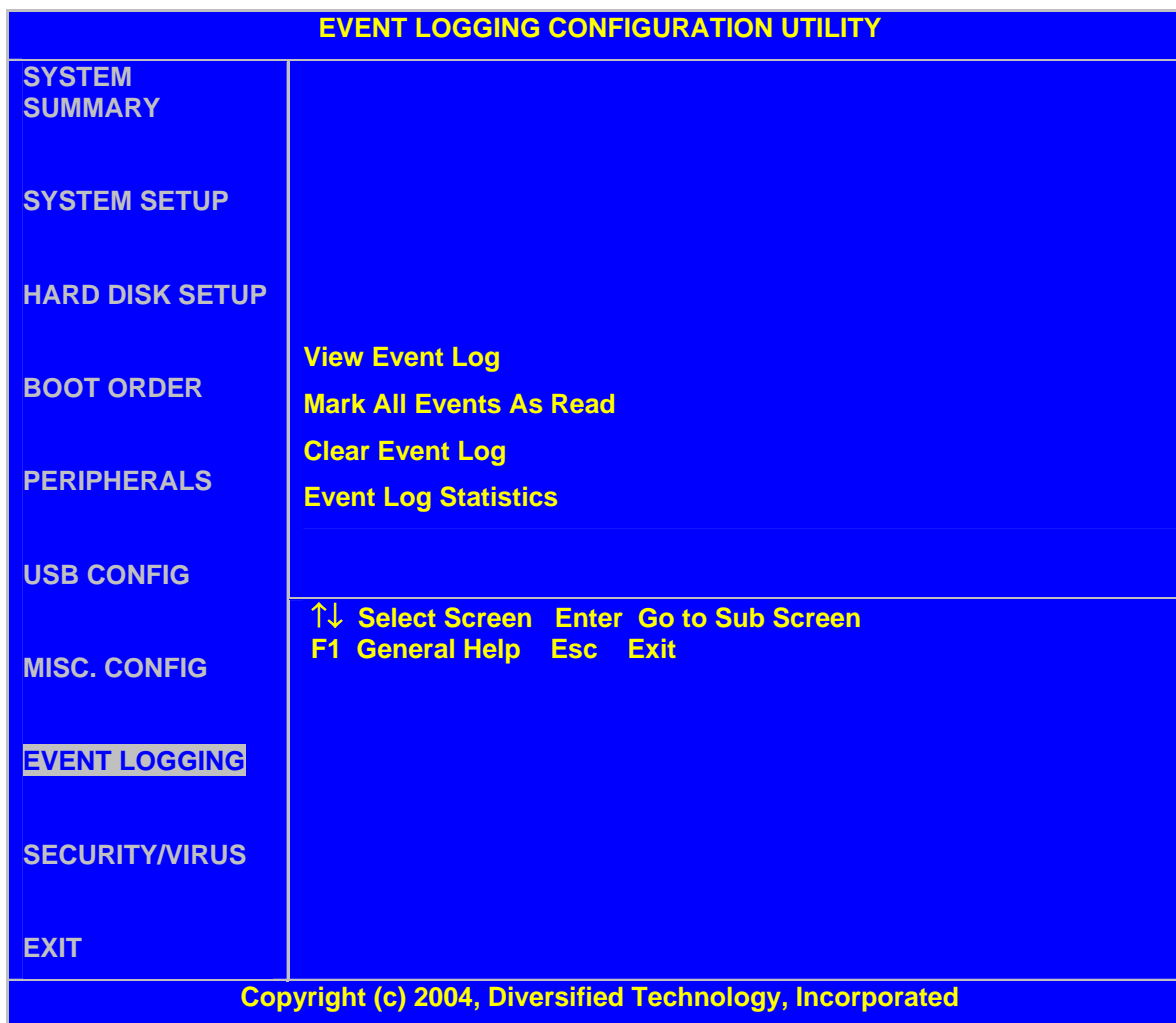 EVENT LOGGING CONFIGURATION UTILITY
SYSTEM
SUMMARY
SYSTEM SETUP
HARD DISK SETUP
BOOT ORDER
PERIPHERALS
USB CONFIG
MISC. CONFIG
EVENT LOGGING
SECURITY/VIRUS
EXIT
View Event Log
Mark All Events As Read
Clear Event Log
Event Log Statistics
↑↓ Select Screen Enter Go to Sub Screen
F1 General Help Esc Exit
Copyright (c) 2004, Diversified Technology, Incorporated